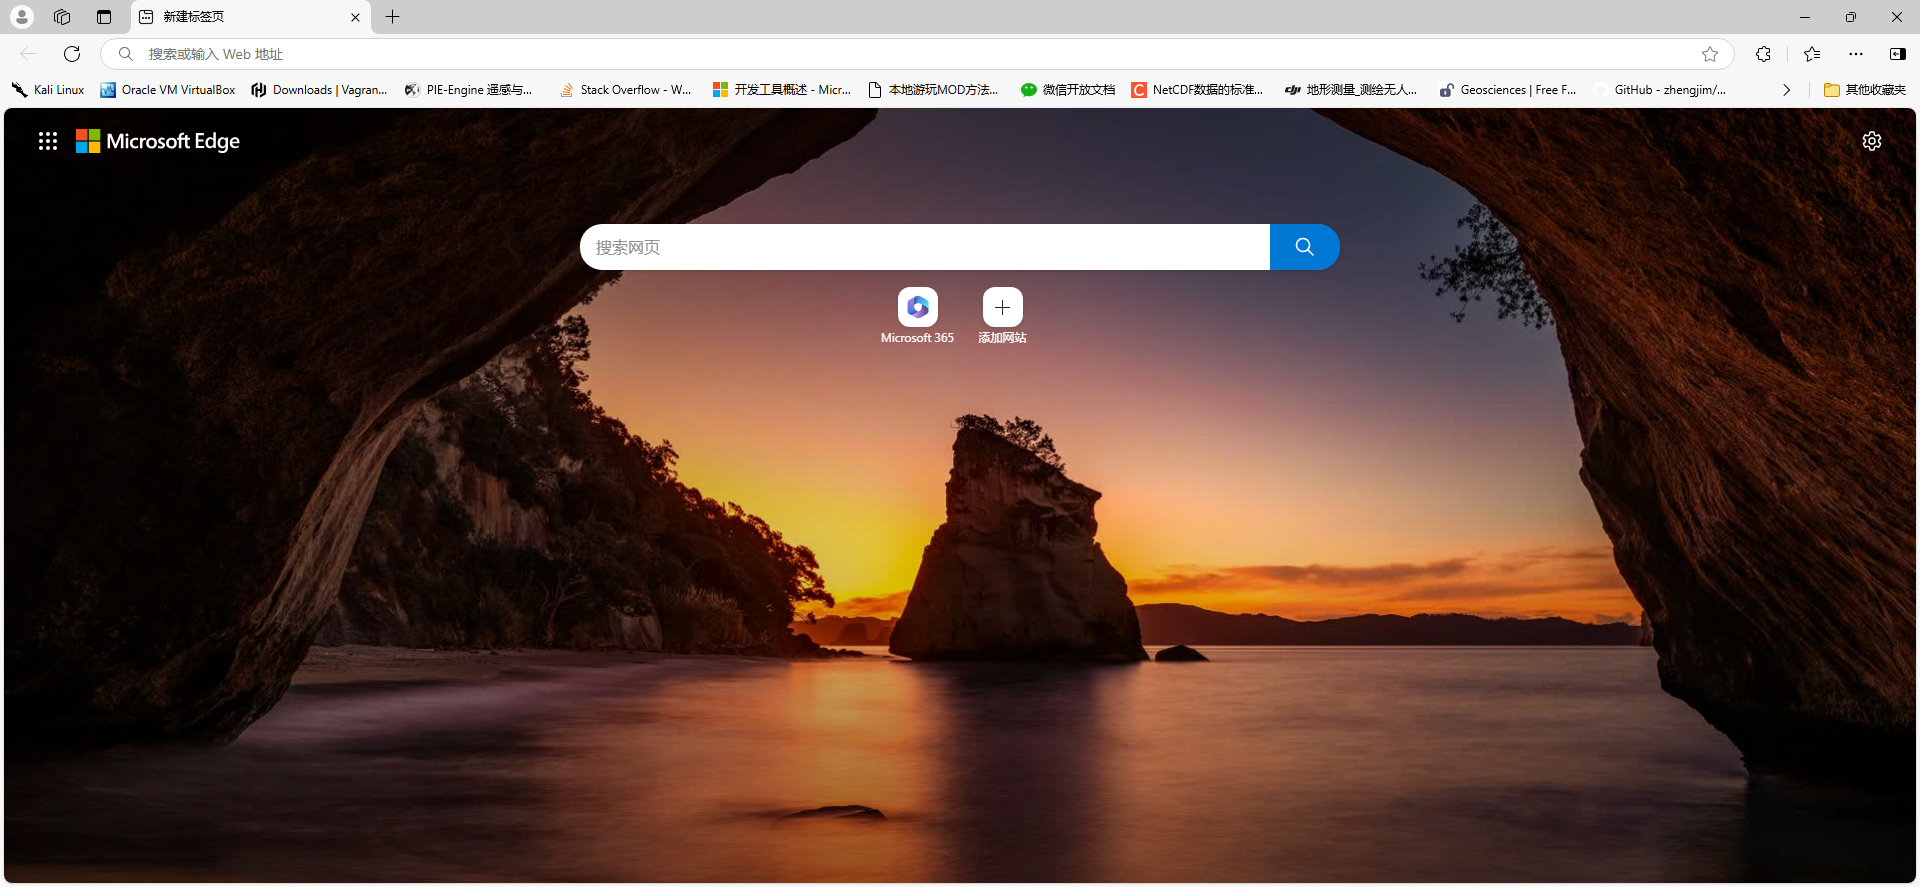 新建标签页
搜索或输入 Web 地址
Kali Linux
Oracle VM VirtualBox
Downloads | Vagran...
PIE-Engine 遥感与...
Stack Overflow - W...
开发工具概述 - Micr...
本地游玩MOD方法...
微信开放文档
NetCDF数据的标准...
地形测量_测绘无人...
Geosciences | Free F...
GitHub - zhengjim/...
其他收藏夹
Microsoft Edge
搜索网页
Microsoft 365
添加网站